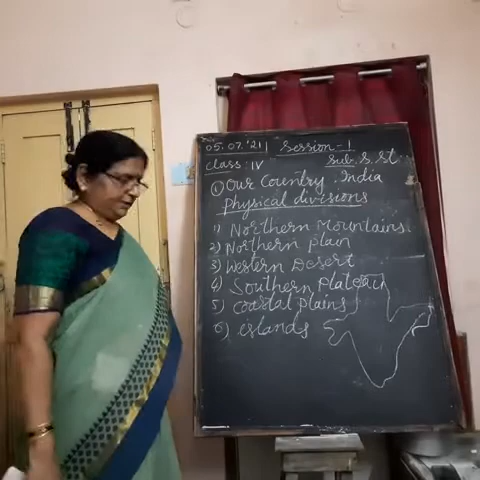 05.07.'21 Session - 1
Class: IV Sub. S. St.
① Our Country. India
physical divisions
1) Northern Mountains.
2) Northern plain
3) Western Desert
4) Southern plateau
5) Coastal plains
6) islands